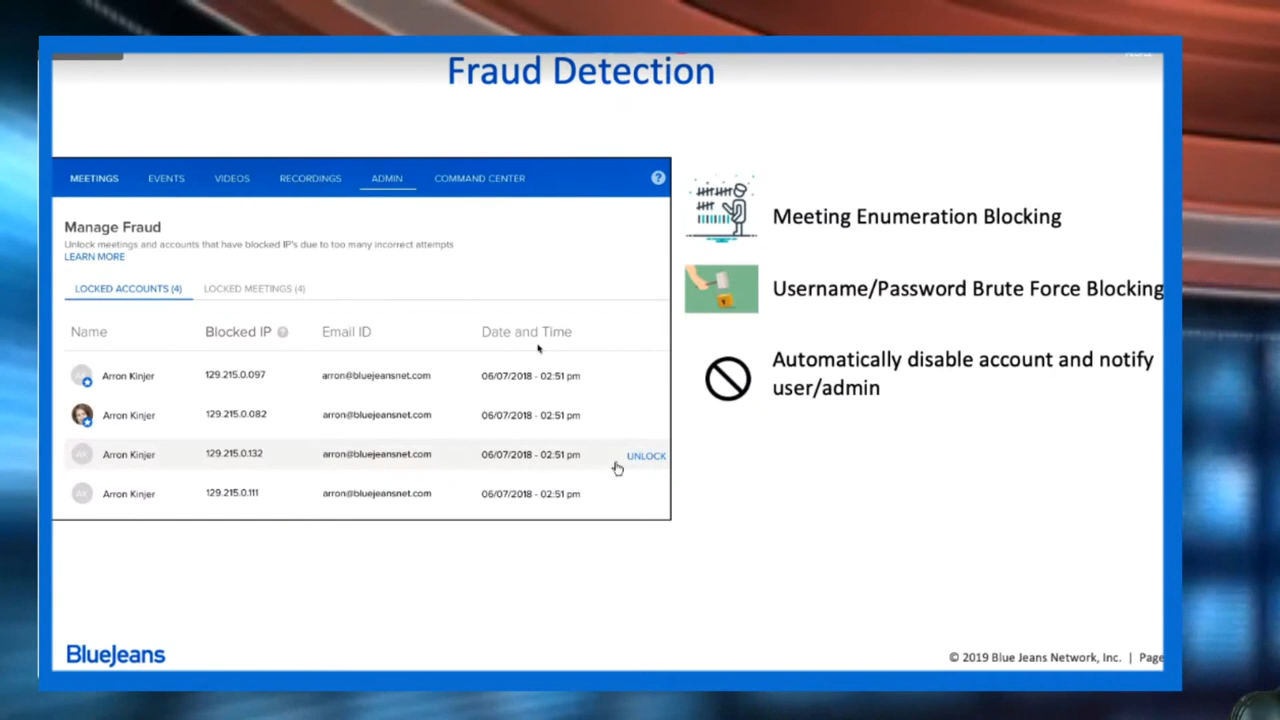 Fraud Detection
MEETINGS EVENTS VIDEOS RECORDINGS ADMIN COMMAND CENTER ?
Manage Fraud
Unlock meetings and accounts that have blocked IP's due to too many incorrect attempts
LEARN MORE
LOCKED ACCOUNTS (4) LOCKED MEETINGS (4)
Name Blocked IP ? Email ID Date and Time
Arron Kinjer 129.215.0.097 arron@bluejeansnet.com 06/07/2018 - 02:51 pm
Arron Kinjer 129.215.0.082 arron@bluejeansnet.com 06/07/2018 - 02:51 pm
AK Arron Kinjer 129.215.0.132 arron@bluejeansnet.com 06/07/2018 - 02:51 pm UNLOCK
AK Arron Kinjer 129.215.0.111 arron@bluejeansnet.com 06/07/2018 - 02:51 pm
Meeting Enumeration Blocking
Username/Password Brute Force Blocking
Automatically disable account and notify
user/admin
BlueJeans
© 2019 Blue Jeans Network, Inc. | Page